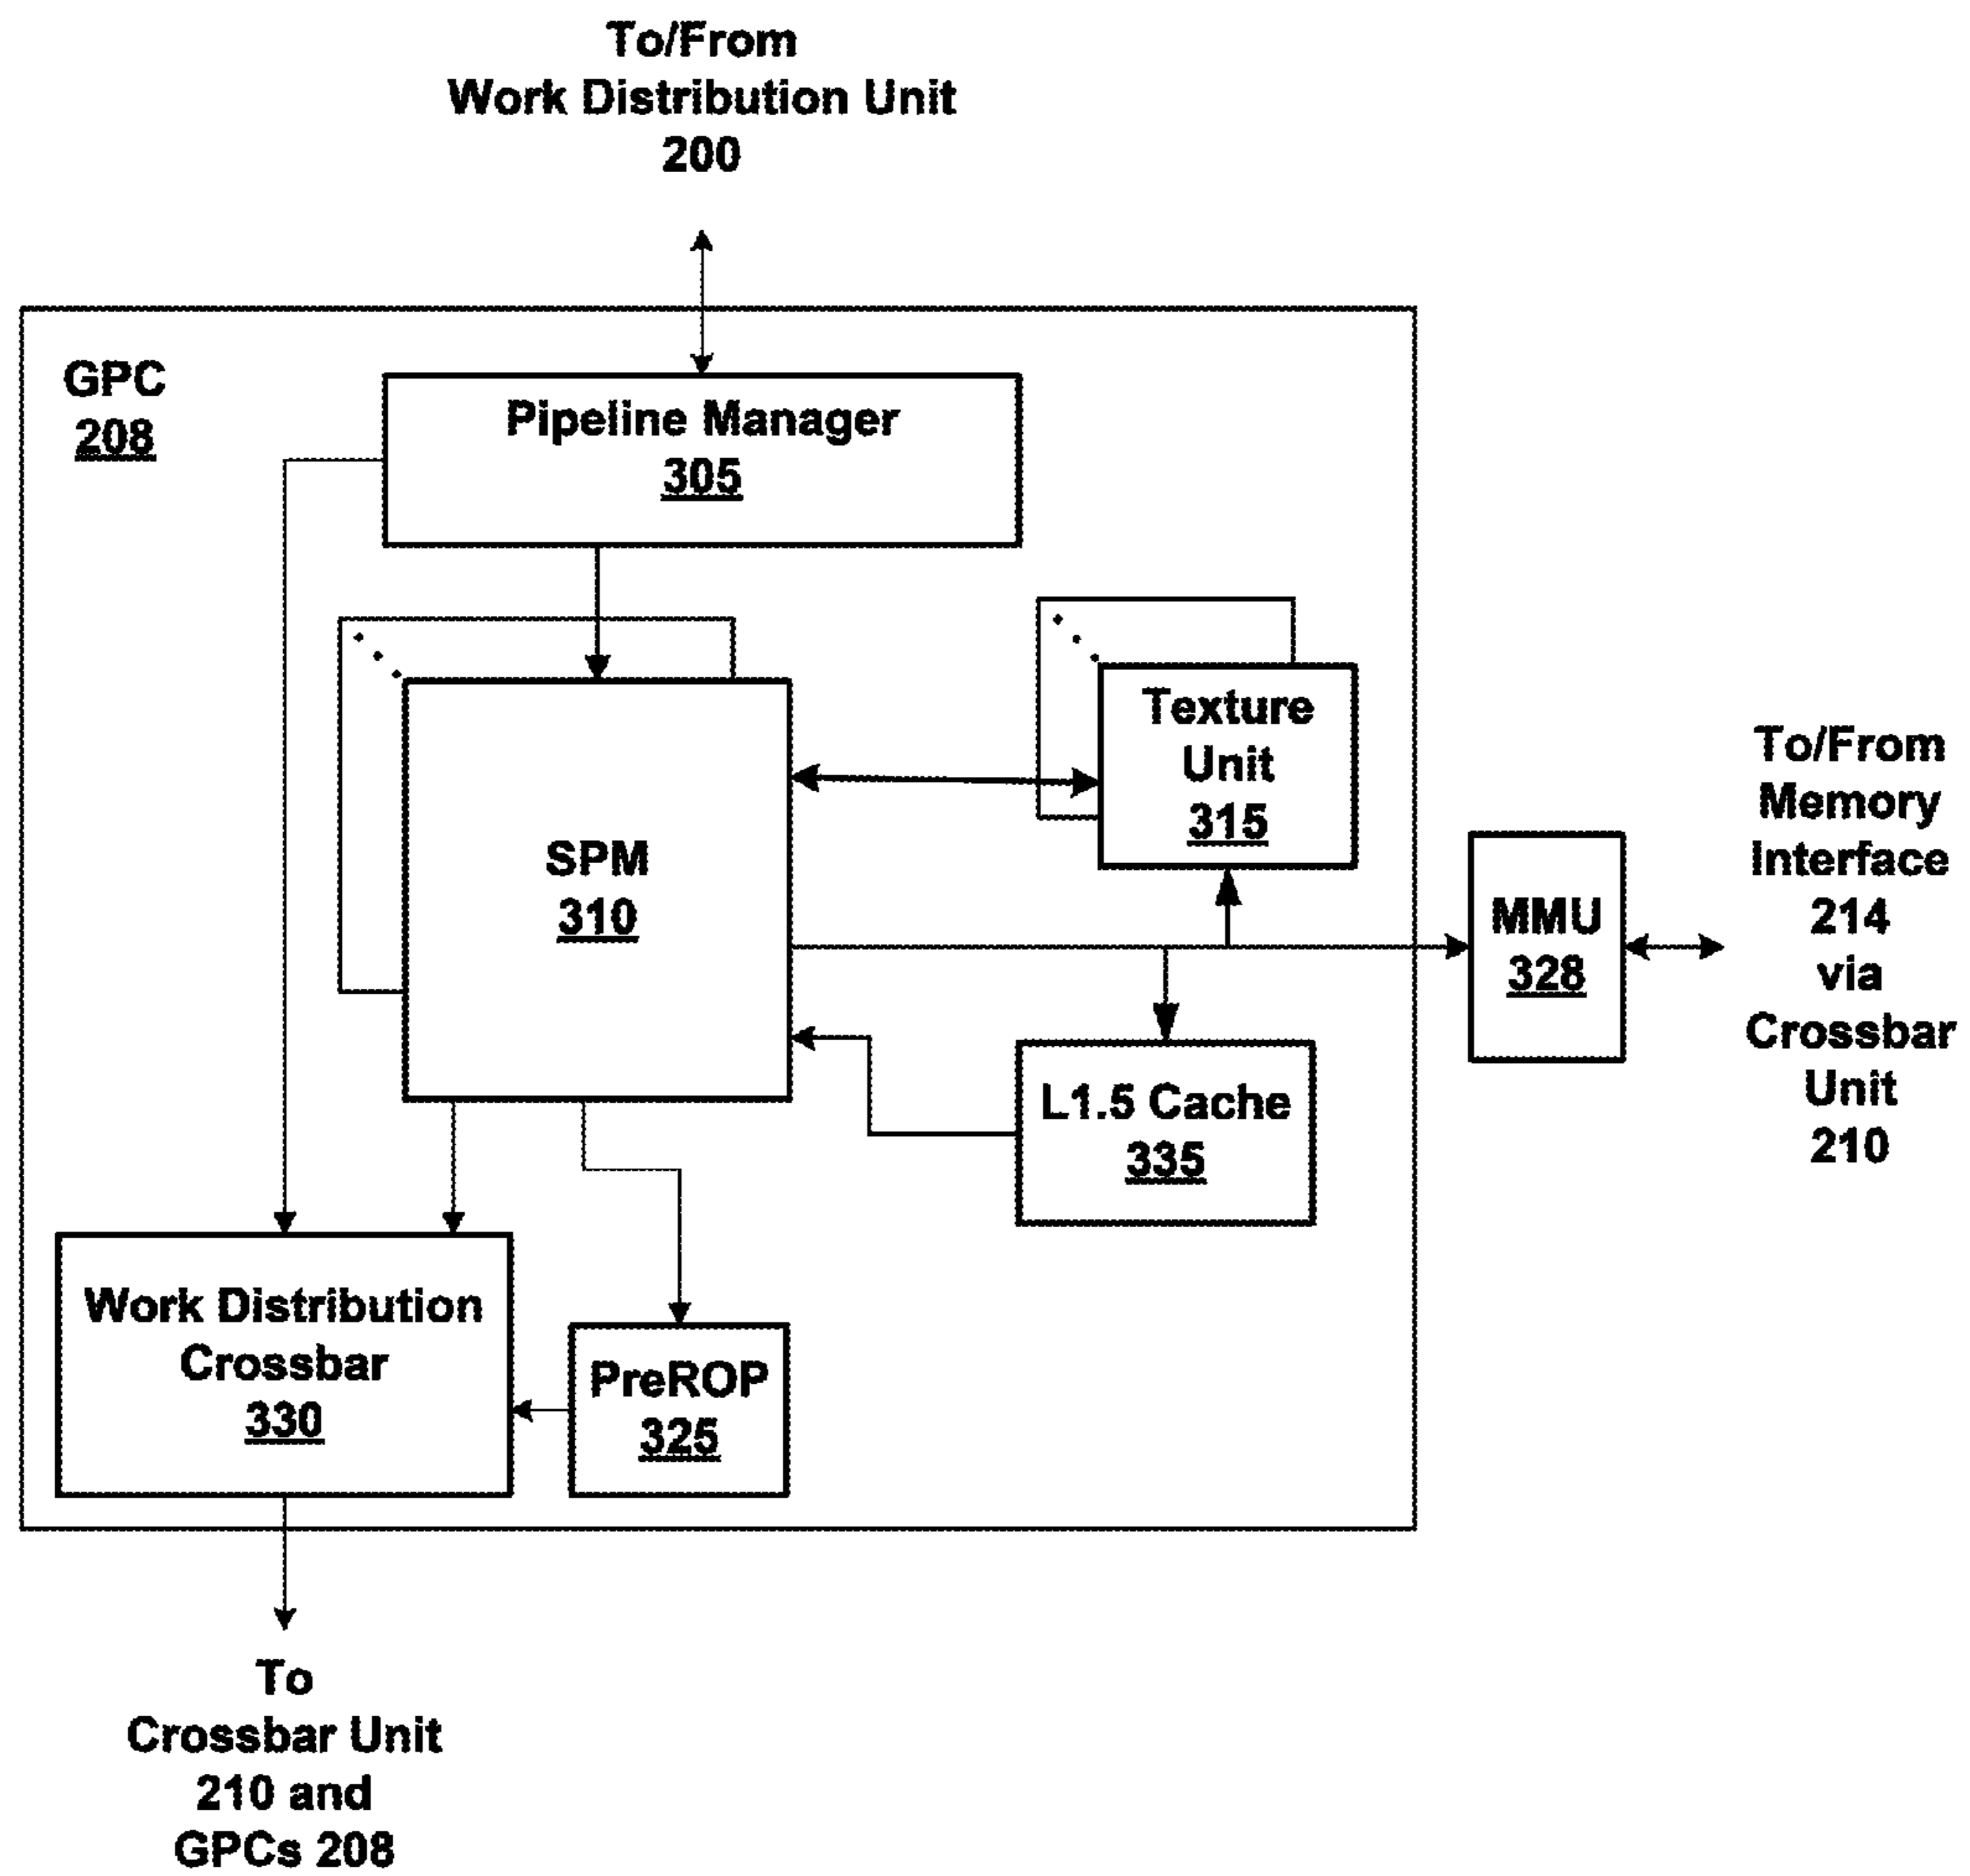 To/From
Work Distribution Unit
200
GPC
208
Pipeline Manager
305
Texture
Unit
315
SPM
310
To/From
Memory
Interface
214
via
Crossbar
Unit
210
MMU
328
L1.5 Cache
335
Work Distribution
Crossbar
330
PreROP
325
To
Crossbar Unit
210 and
GPCs 208